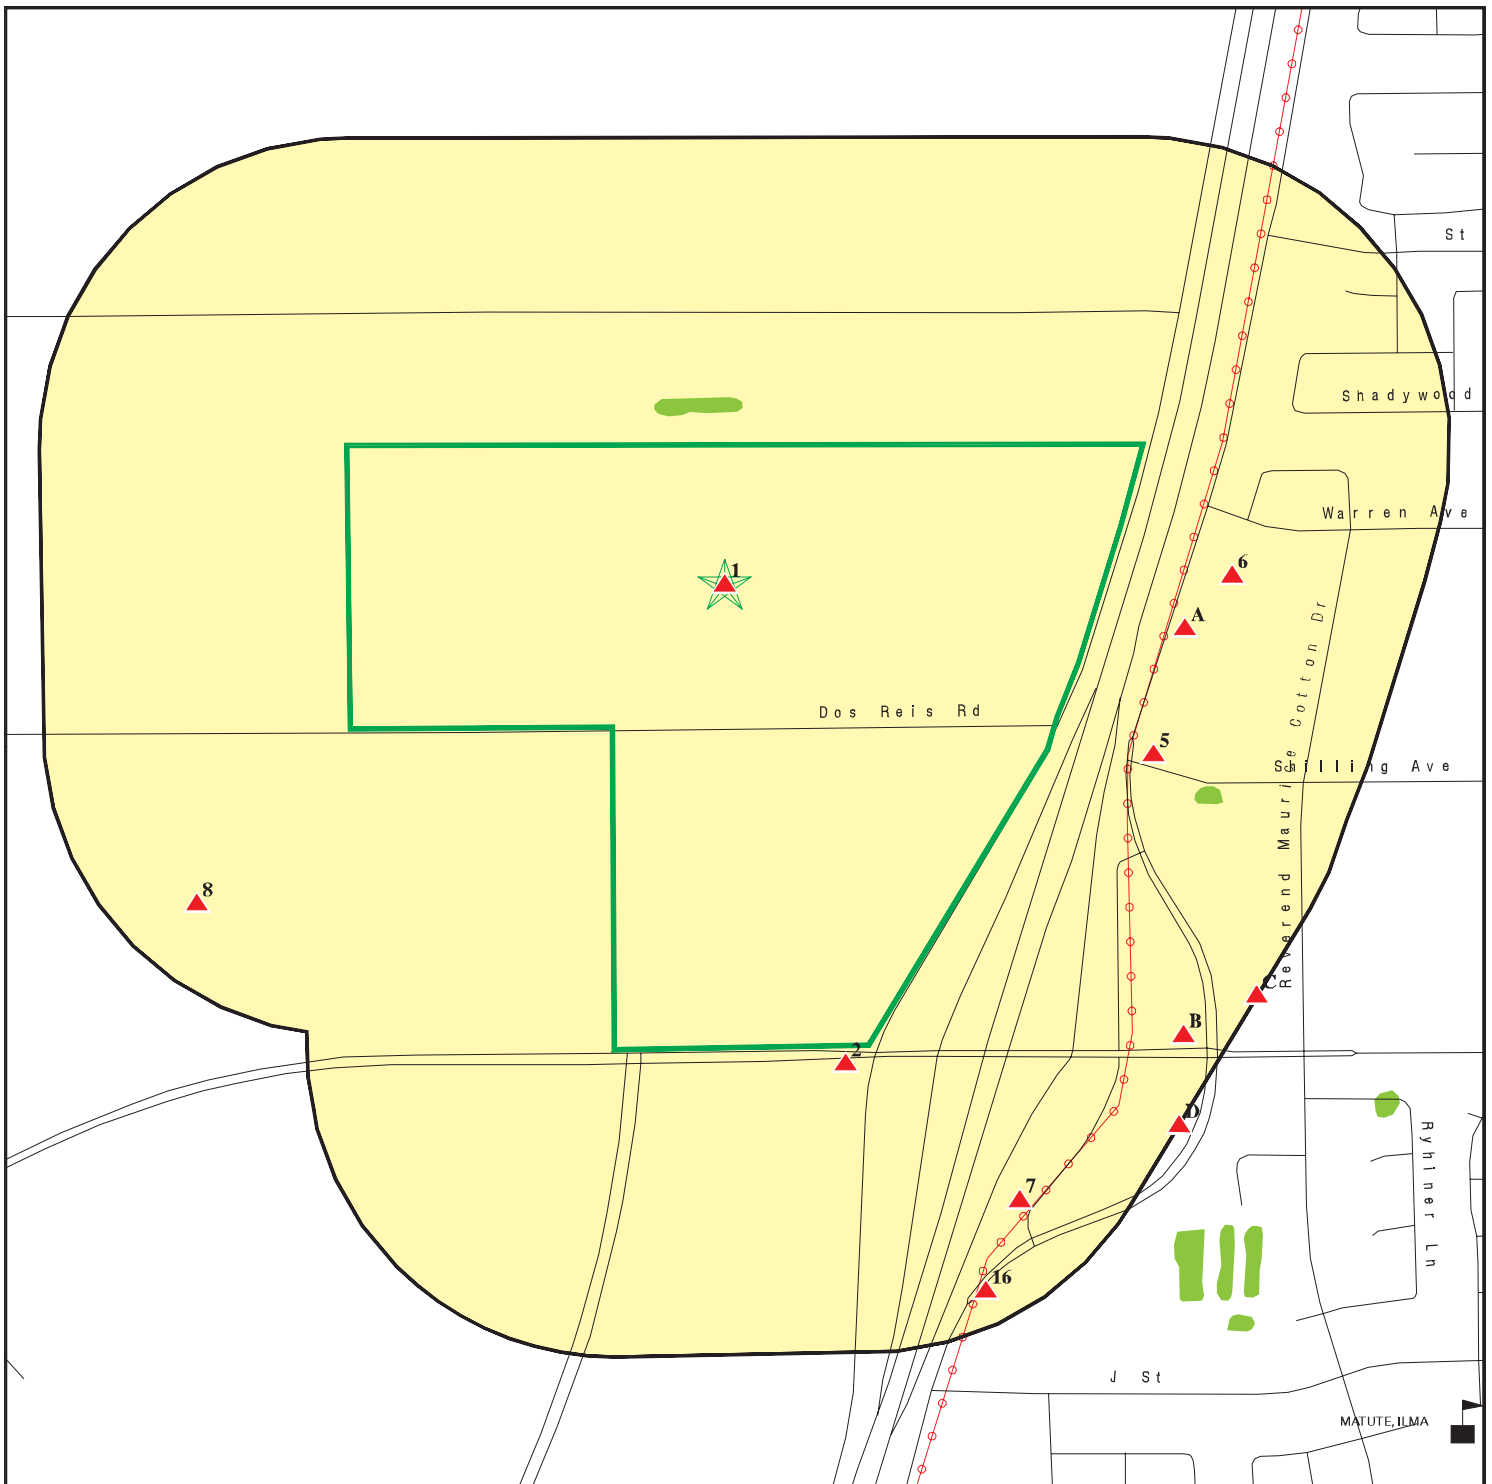 St
Shadywood
Warren Ave
6
1
A
Reverend Maurice Cotton Dr
Dos Reis Rd
5
Shilling Ave
8
C
B
2
D
Ryhiner Ln
7
16
J St
MATUTE, ILMA